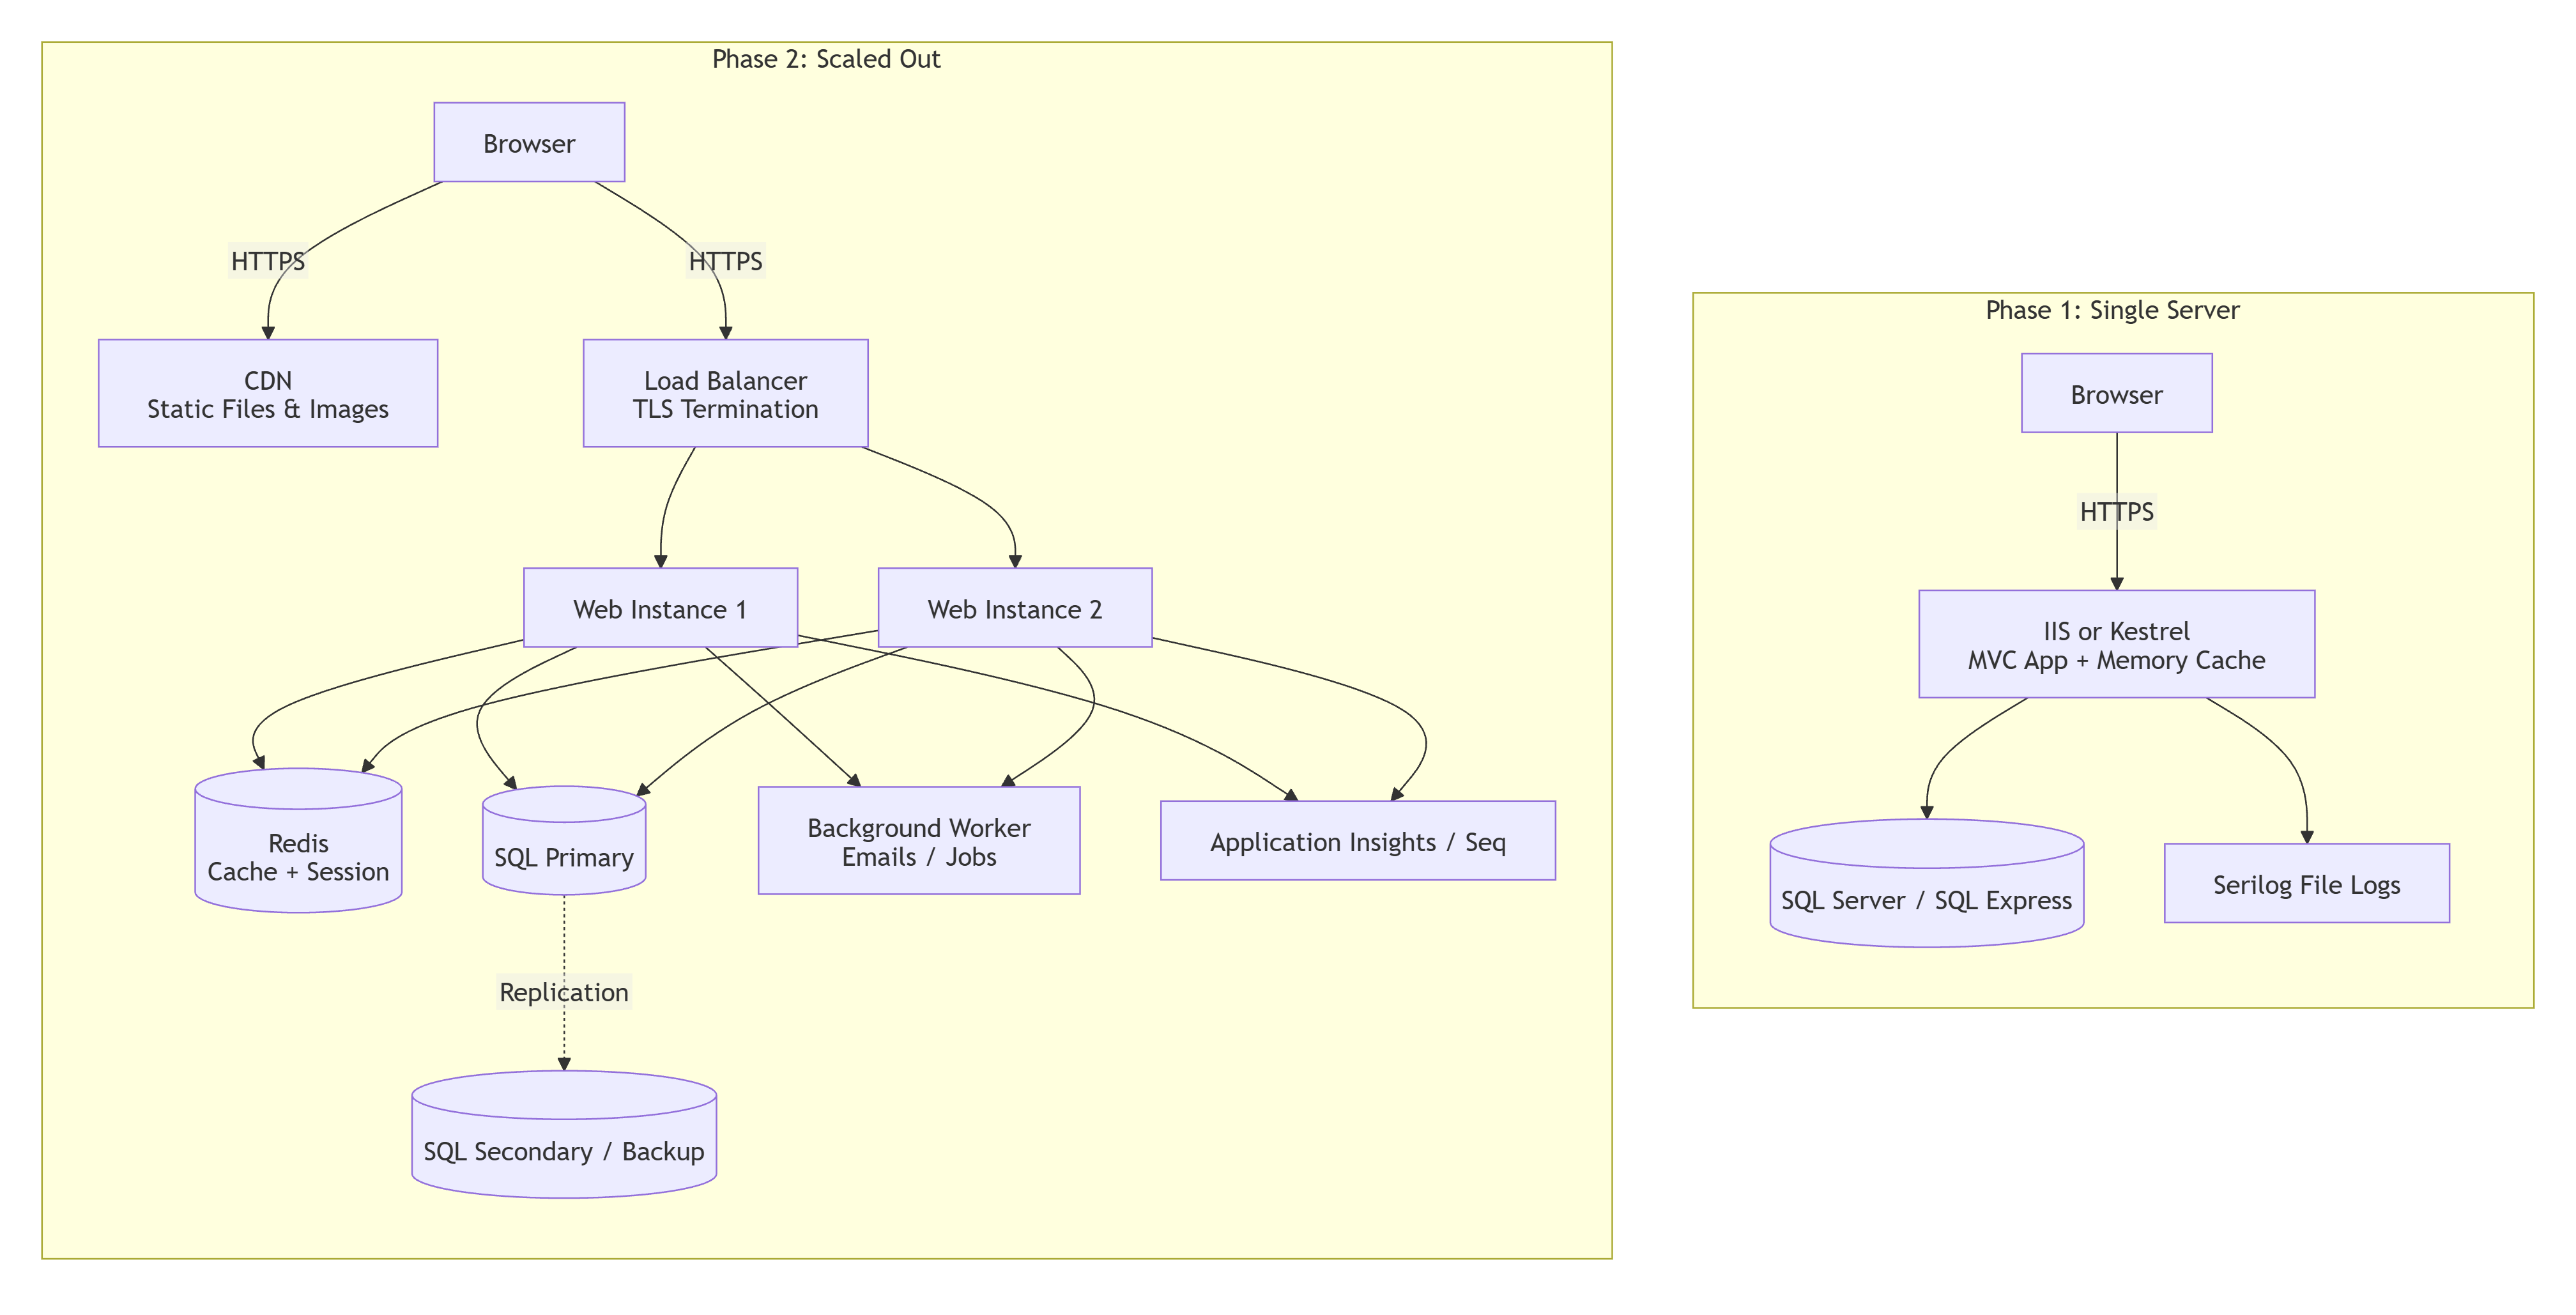 Phase 2: Scaled Out
Browser
HTTPS
HTTPS
CDN
Static Files & Images
Load Balancer
TLS Termination
Web Instance 1
Web Instance 2
Redis
Cache + Session
SQL Primary
Background Worker
Emails / Jobs
Application Insights / Seq
Replication
SQL Secondary / Backup
Phase 1: Single Server
Browser
HTTPS
IIS or Kestrel
MVC App + Memory Cache
SQL Server / SQL Express
Serilog File Logs